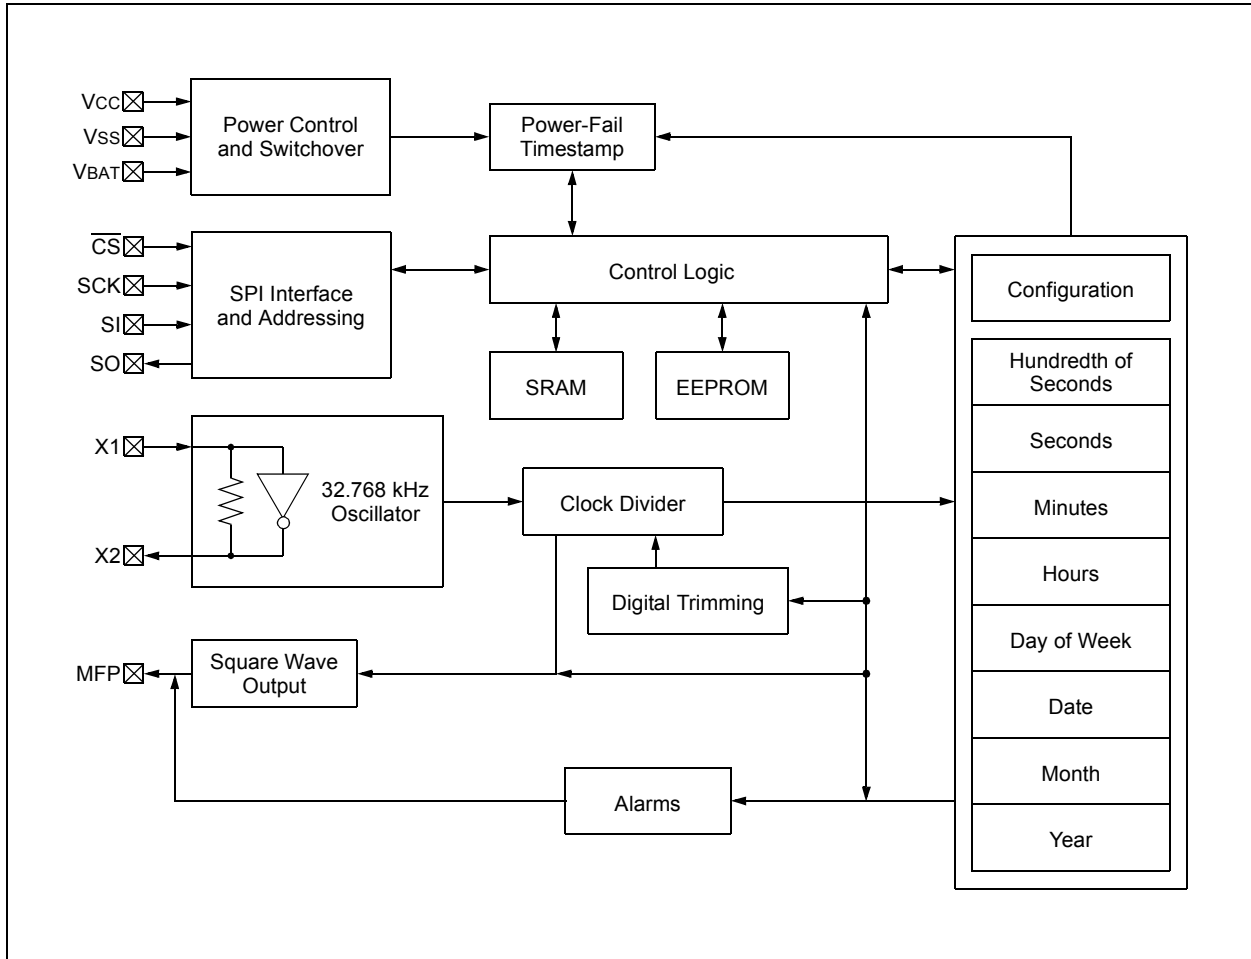 VCC
VSS
VBAT
Power Control
and Switchover
Power-Fail
Timestamp
CS
SCK
SI
SO
SPI Interface
and Addressing
Control Logic
SRAM
EEPROM
X1
X2
32.768 kHz
Oscillator
Clock Divider
Digital Trimming
MFP
Square Wave
Output
Alarms
Configuration
Hundredth of
Seconds
Seconds
Minutes
Hours
Day of Week
Date
Month
Year